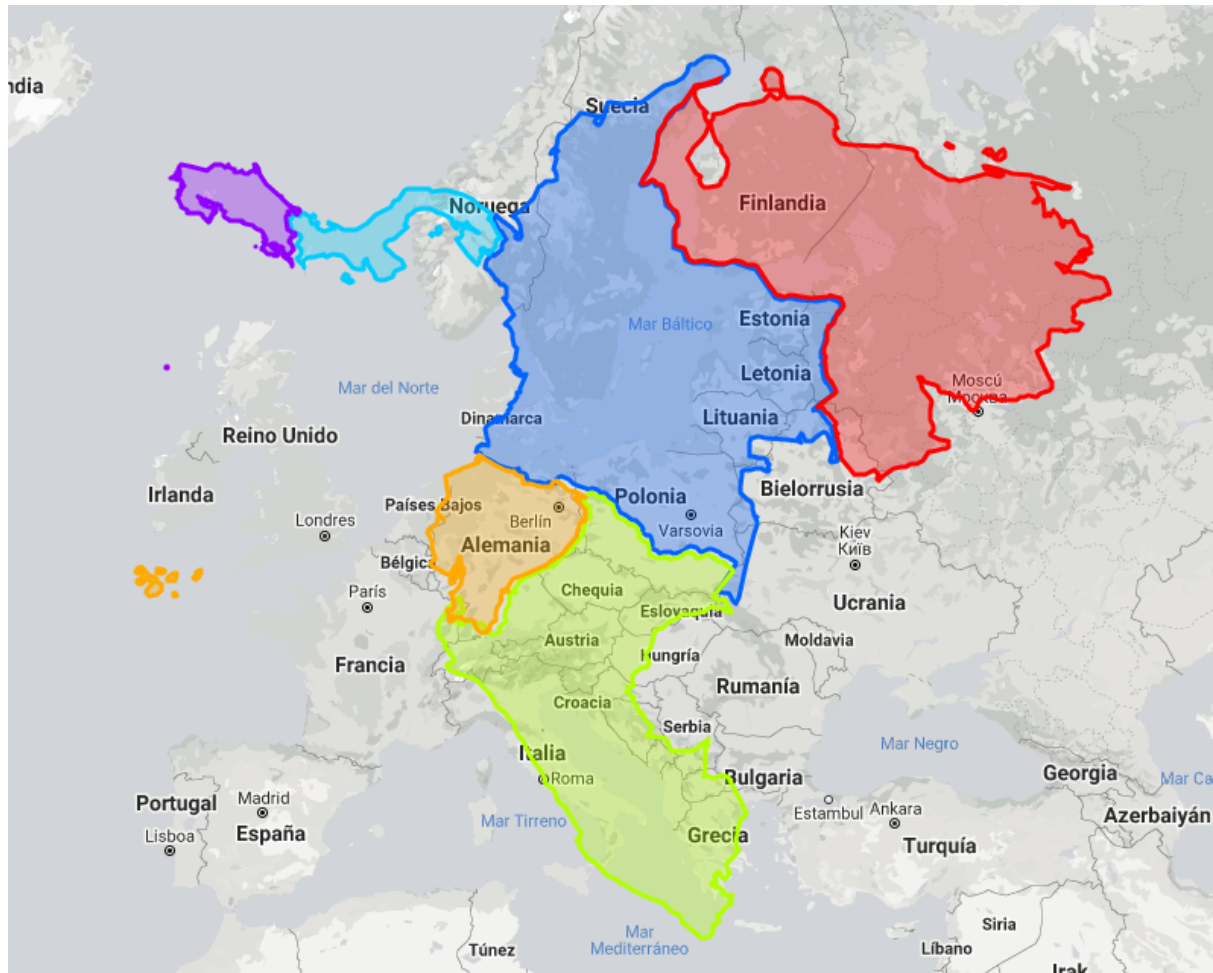 ndia
Suecia
Noruega
Finlandia
Mar Báltico
Estonia
Letonia
Moscú
Москва
Mar del Norte
Dinamarca
Lituania
Reino Unido
Irlanda
Países Bajos
Polonia
Bielorrusia
Londres
Berlín
Varsovia
Kiev
Київ
Alemania
Bélgica
París
Chequia
Ucrania
Eslovaquia
Austria
Moldavia
Hungría
Francia
Rumanía
Croacia
Serbia
Italia
Mar Negro
Roma
Bulgaria
Georgia
Mar Ca
Portugal
Madrid
Estambul
Ankara
Azerbaiyán
Lisboa
España
Mar Tirreno
Grecia
Turquía
Mar
Mediterráneo
Túnez
Siria
Líbano
Irak